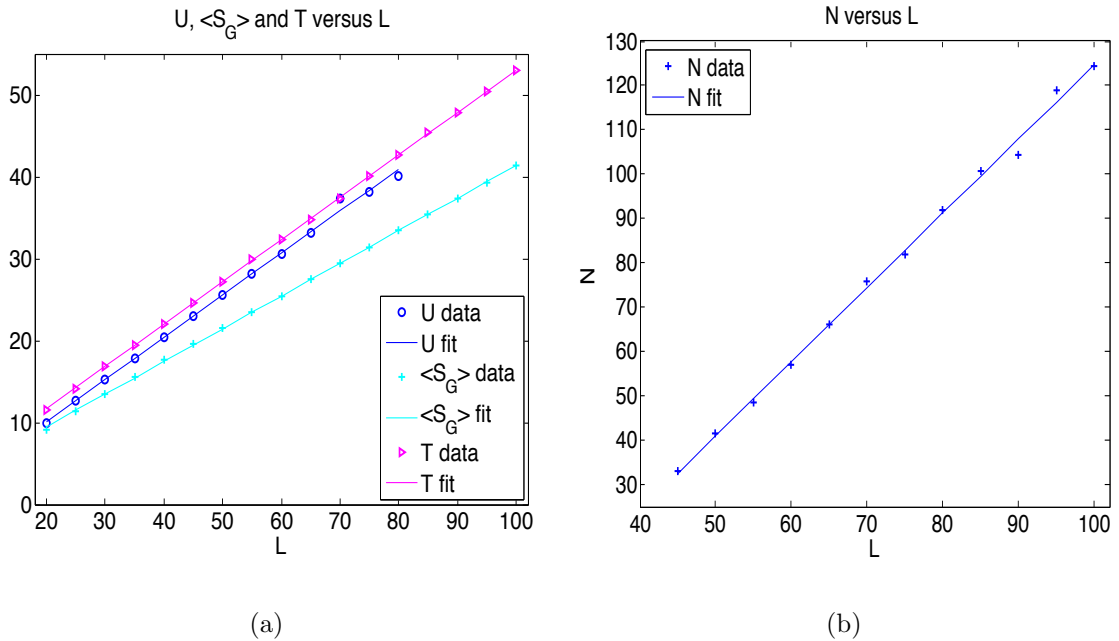 U, <S_G> and T versus L
50
40
30
20
10
0
20 30 40 50 60 70 80 90 100
L
U data
U fit
<S_G> data
<S_G> fit
T data
T fit
(a)
N versus L
130
120
110
100
90
80
70
60
50
40
30
N
40 50 60 70 80 90 100
L
N data
N fit
(b)